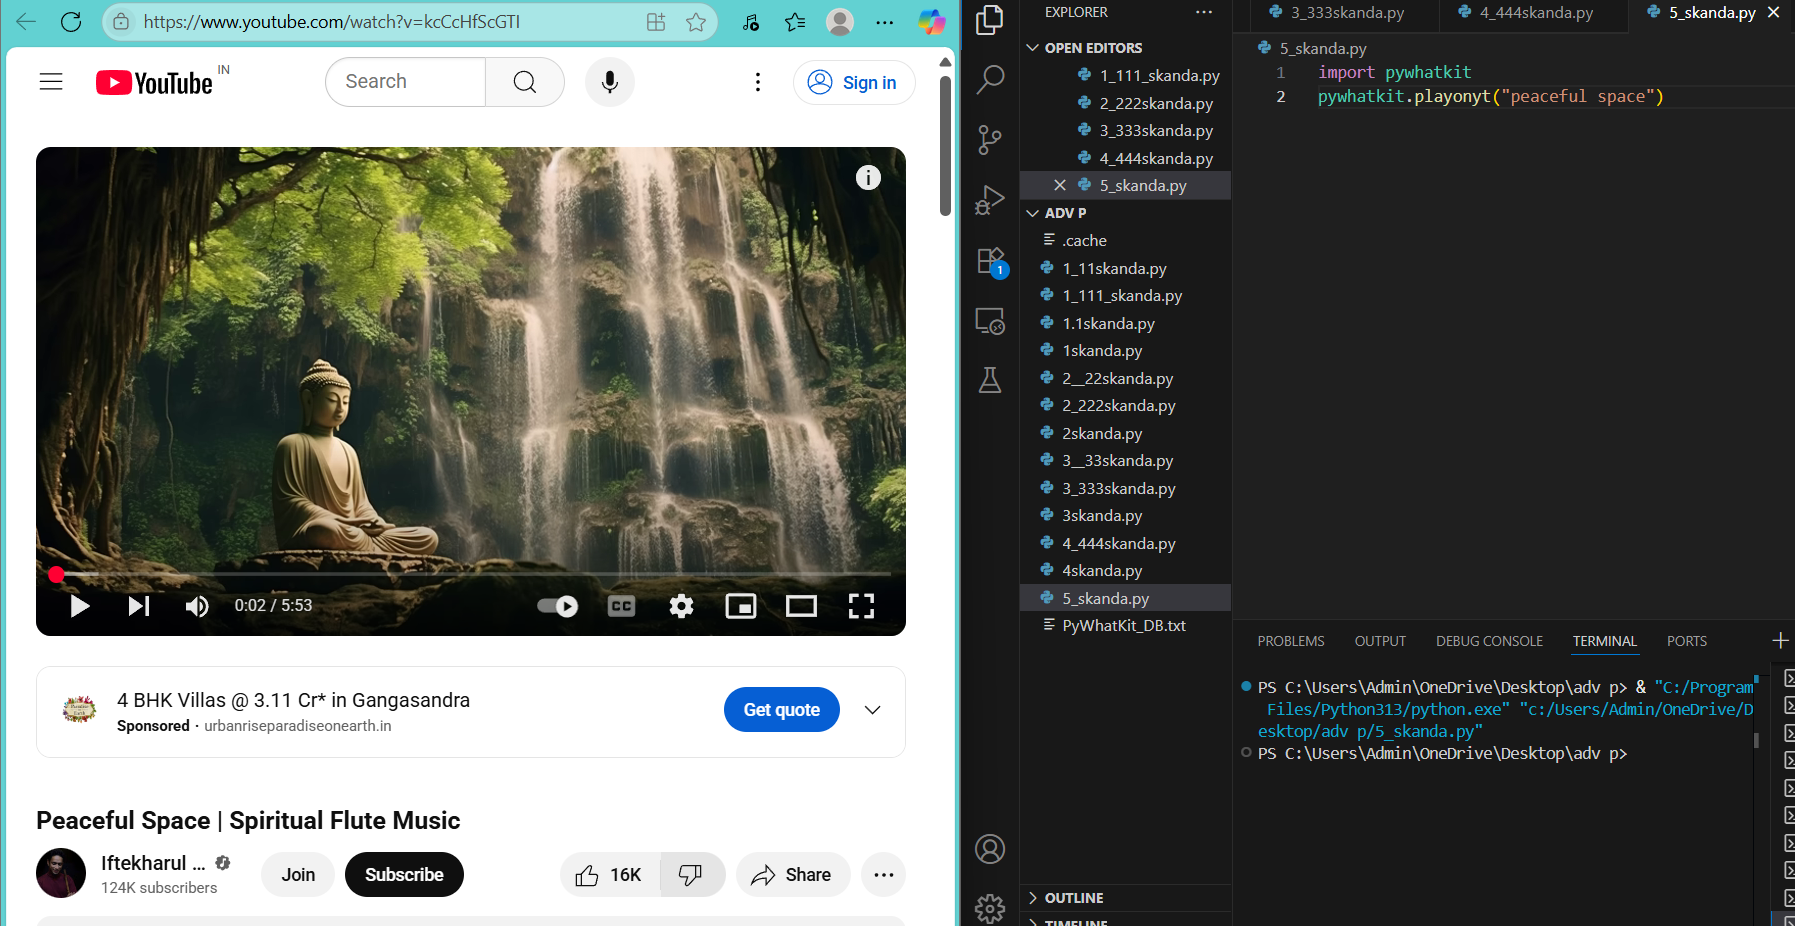 https://www.youtube.com/watch?v=kcCcHfScGTI
YouTube IN
Search
Sign in
0:02 / 5:53
CC
4 BHK Villas @ 3.11 Cr* in Gangasandra
Sponsored · urbanriseparadiseonearth.in
Get quote
Peaceful Space | Spiritual Flute Music
Iftekharul ...
124K subscribers
Join
Subscribe
16K
Share
EXPLORER
OPEN EDITORS
1_111_skanda.py
2_222skanda.py
3_333skanda.py
4_444skanda.py
5_skanda.py
ADV P
.cache
1_11skanda.py
1_111_skanda.py
1.1skanda.py
1skanda.py
2__22skanda.py
2_222skanda.py
2skanda.py
3__33skanda.py
3_333skanda.py
3skanda.py
4_444skanda.py
4skanda.py
5_skanda.py
PyWhatKit_DB.txt
OUTLINE
TIMELINE
1
3_333skanda.py
4_444skanda.py
5_skanda.py
5_skanda.py
1 import pywhatkit
2 pywhatkit.playonyt("peaceful space")
PROBLEMS OUTPUT DEBUG CONSOLE TERMINAL PORTS
PS C:\Users\Admin\OneDrive\Desktop\adv p> & "C:/Program
Files/Python313/python.exe" "c:/Users/Admin/OneDrive/D
esktop/adv p/5_skanda.py"
PS C:\Users\Admin\OneDrive\Desktop\adv p>